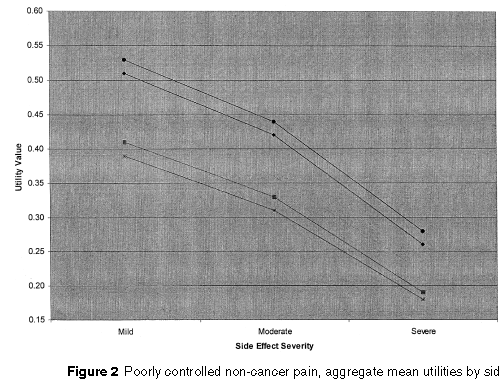 0.60
0.55
0.50
0.45
0.40
0.35
0.30
0.25
0.20
0.15
Utility Value
Mild Moderate Severe
Side Effect Severity
Figure 2 Poorly controlled non-cancer pain, aggregate mean utilities by sid